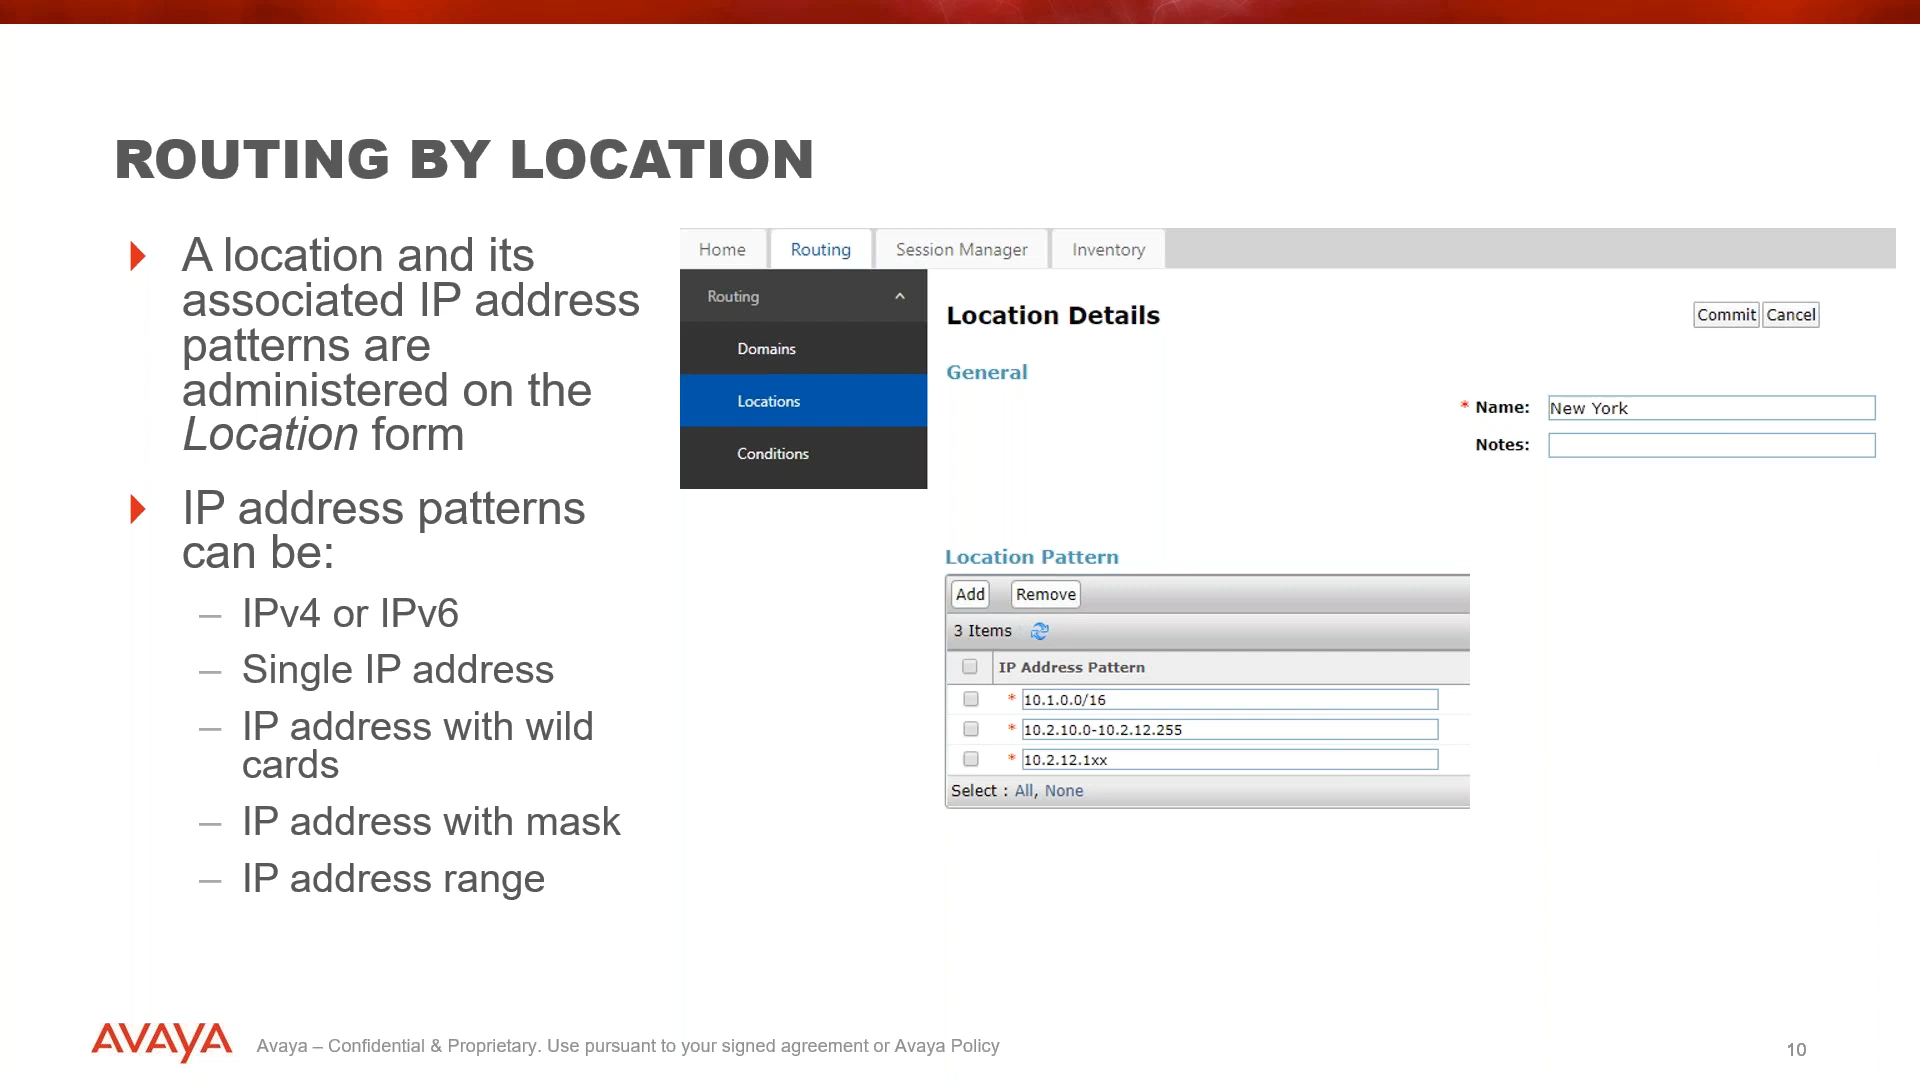 ROUTING BY LOCATION
A location and its
associated IP address
patterns are
administered on the
Location form
IP address patterns
can be:
– IPv4 or IPv6
– Single IP address
– IP address with wild
cards
– IP address with mask
– IP address range
Home Routing Session Manager Inventory
Routing
Domains
Locations
Conditions
Location Details
Commit Cancel
General
* Name: New York
Notes:
Location Pattern
Add Remove
3 Items
IP Address Pattern
* 10.1.0.0/16
* 10.2.10.0-10.2.12.255
* 10.2.12.1xx
Select : All, None
AVAYA
Avaya – Confidential & Proprietary. Use pursuant to your signed agreement or Avaya Policy
10